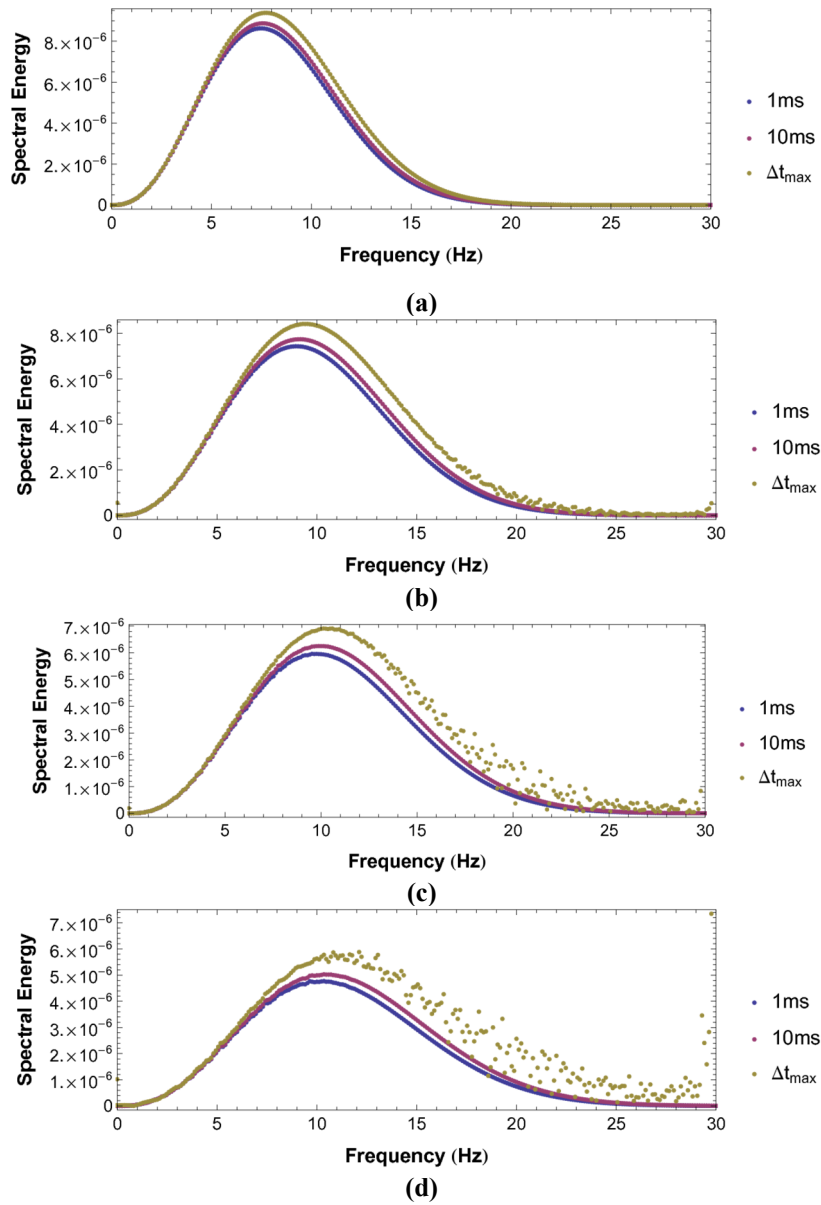 Spectral Energy
8.×10⁻⁶
6.×10⁻⁶
4.×10⁻⁶
2.×10⁻⁶
0
0 5 10 15 20 25 30
Frequency (Hz)
1ms
10ms
Δtmax
(a)
Spectral Energy
8.×10⁻⁶
6.×10⁻⁶
4.×10⁻⁶
2.×10⁻⁶
0
0 5 10 15 20 25 30
Frequency (Hz)
1ms
10ms
Δtmax
(b)
Spectral Energy
7.×10⁻⁶
6.×10⁻⁶
5.×10⁻⁶
4.×10⁻⁶
3.×10⁻⁶
2.×10⁻⁶
1.×10⁻⁶
0
0 5 10 15 20 25 30
Frequency (Hz)
1ms
10ms
Δtmax
(c)
Spectral Energy
7.×10⁻⁶
6.×10⁻⁶
5.×10⁻⁶
4.×10⁻⁶
3.×10⁻⁶
2.×10⁻⁶
1.×10⁻⁶
0
0 5 10 15 20 25 30
Frequency (Hz)
1ms
10ms
Δtmax
(d)